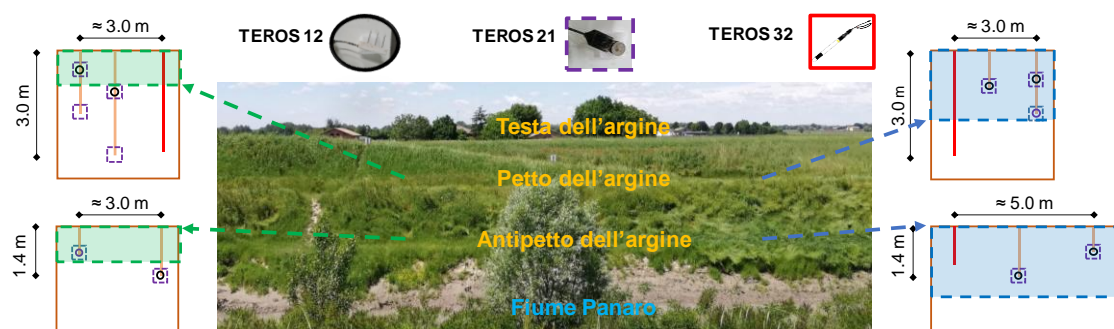 ≈ 3.0 m
TEROS 12
TEROS 21
TEROS 32
≈ 3.0 m
3.0 m
3.0 m
Testa dell'argine
Petto dell'argine
≈ 3.0 m
≈ 5.0 m
1.4 m
Antipetto dell'argine
1.4 m
Fiume Panaro